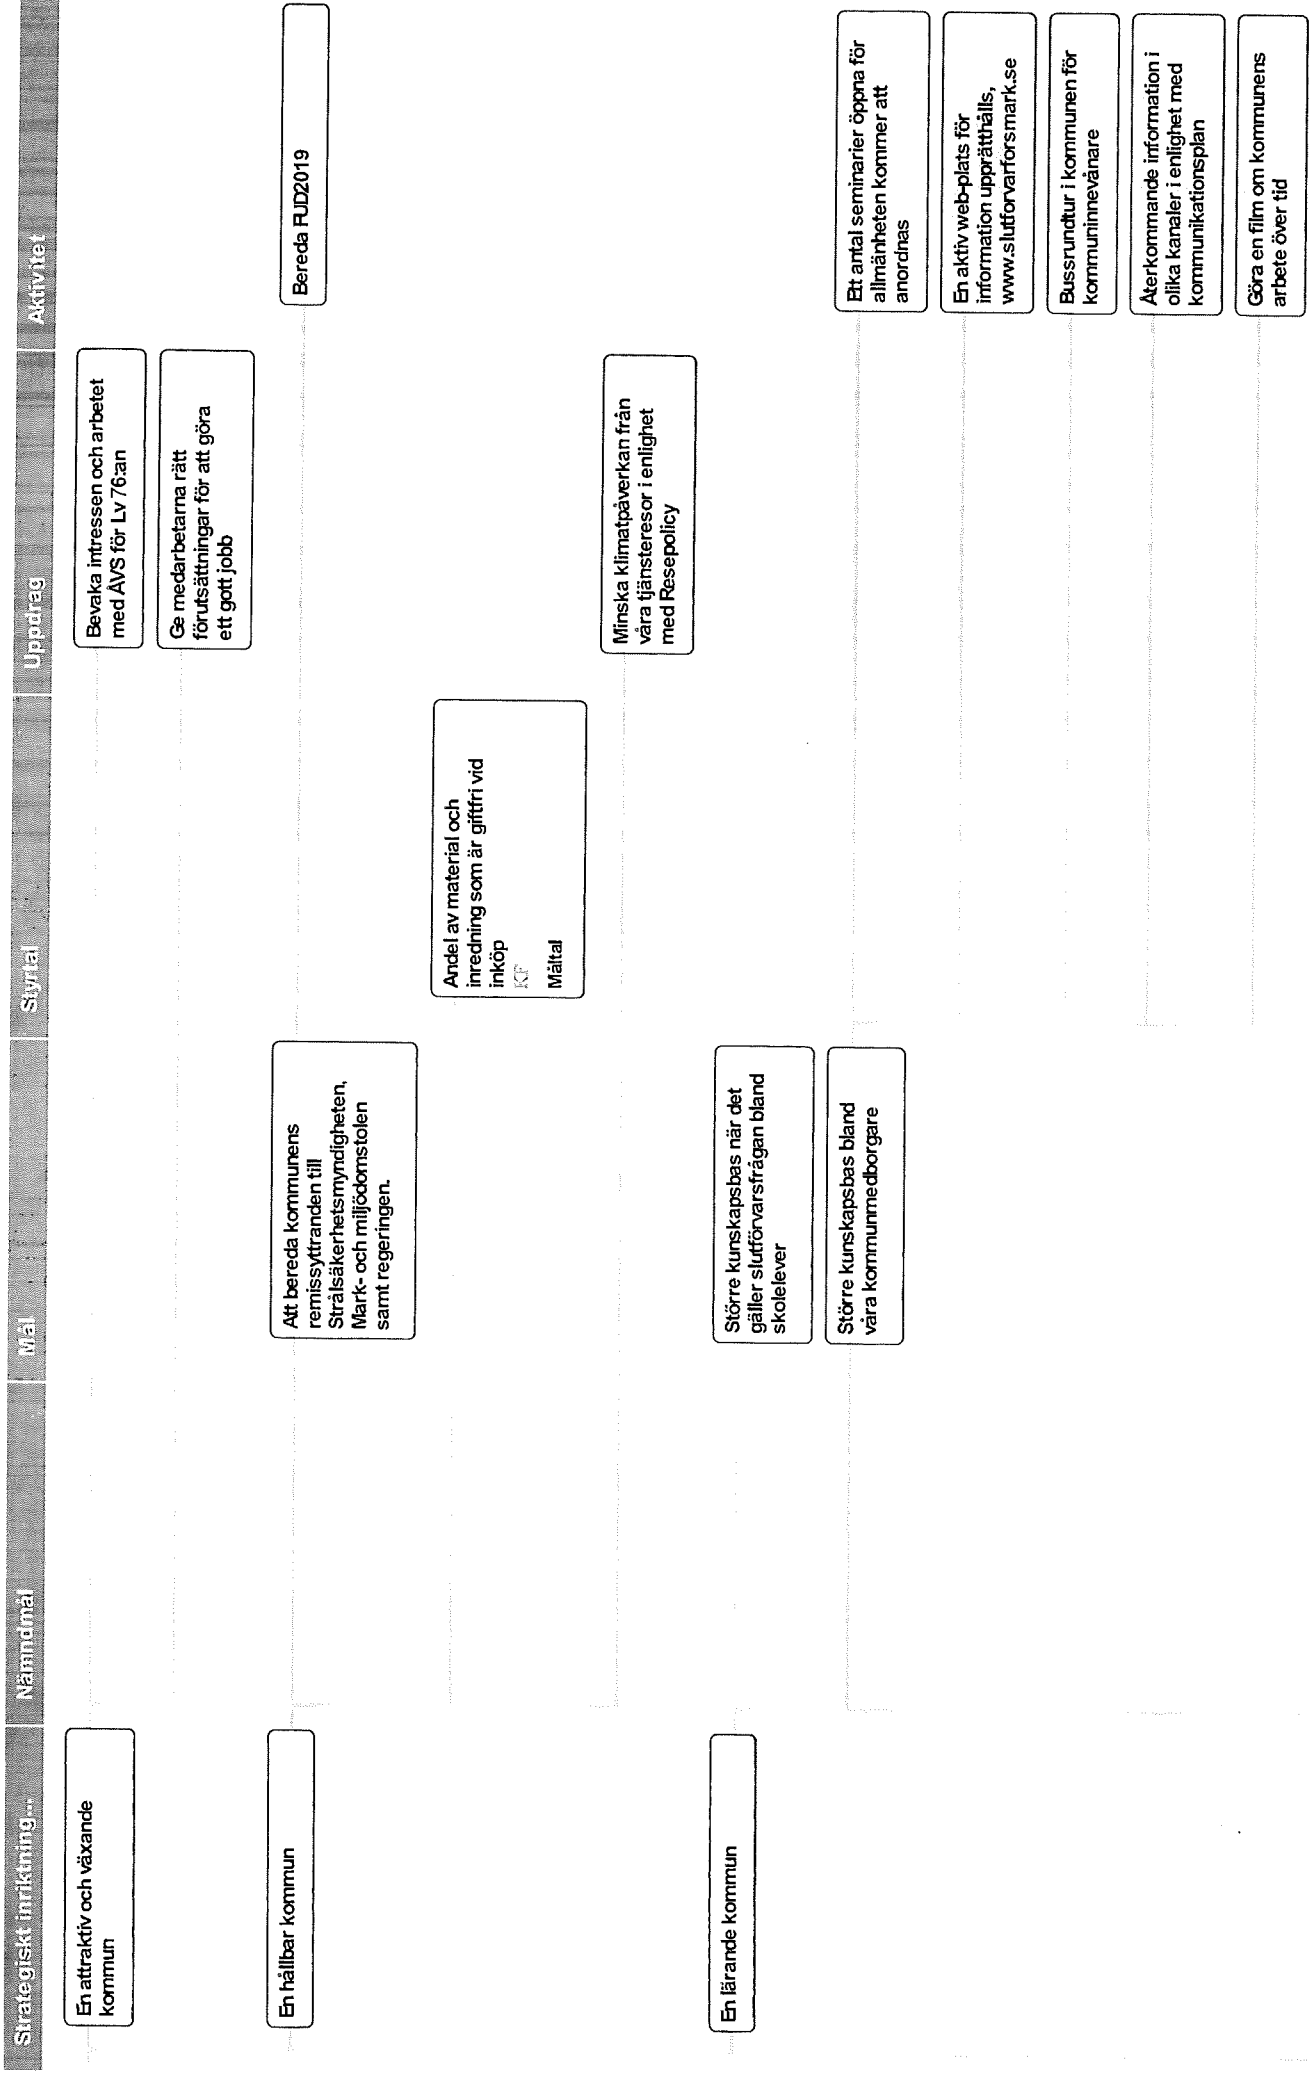 Strategiskt inriktning...
Nämndmål
Mål
Styrtal
Uppdrag
Aktivitet
En attraktiv och växande
kommun
Bevaka intressen och arbetet
med ÅVS för Lv 76:an
Ge medarbetarna rätt
förutsättningar för att göra
ett gott jobb
En hållbar kommun
Att bereda kommunens
remissyttranden till
Strålsäkerhetsmyndigheten,
Mark- och miljödomstolen
samt regeringen.
Bereda FUD2019
Andel av material och
inredning som är giftfri vid
inköp
KF
Måltal
Minska klimatpåverkan från
våra tjänsteresor i enlighet
med Resepolicy
En lärande kommun
Större kunskapsbas när det
gäller slutförvarsfrågan bland
skolelever
Större kunskapsbas bland
våra kommunmedborgare
Ett antal seminarier öppna för
allmänheten kommer att
anordnas
En aktiv web-plats för
information upprätthålls,
www.slutforvarforsmark.se
Bussrundtur i kommunen för
kommuninnevånare
Återkommande information i
olika kanaler i enlighet med
kommunikationsplan
Göra en film om kommunens
arbete över tid